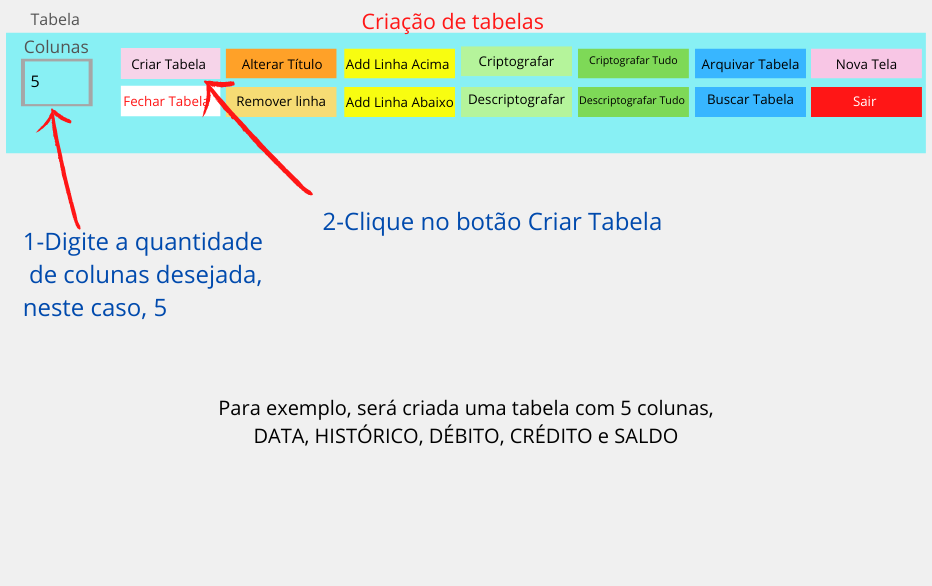 Tabela
Criação de tabelas
Colunas
5
Criar Tabela
Alterar Título
Add Linha Acima
Criptografar
Criptografar Tudo
Arquivar Tabela
Nova Tela
Fechar Tabela
Remover linha
Add Linha Abaixo
Descriptografar
Descriptografar Tudo
Buscar Tabela
Sair
2-Clique no botão Criar Tabela
1-Digite a quantidade
de colunas desejada,
neste caso, 5
Para exemplo, será criada uma tabela com 5 colunas,
DATA, HISTÓRICO, DÉBITO, CRÉDITO e SALDO